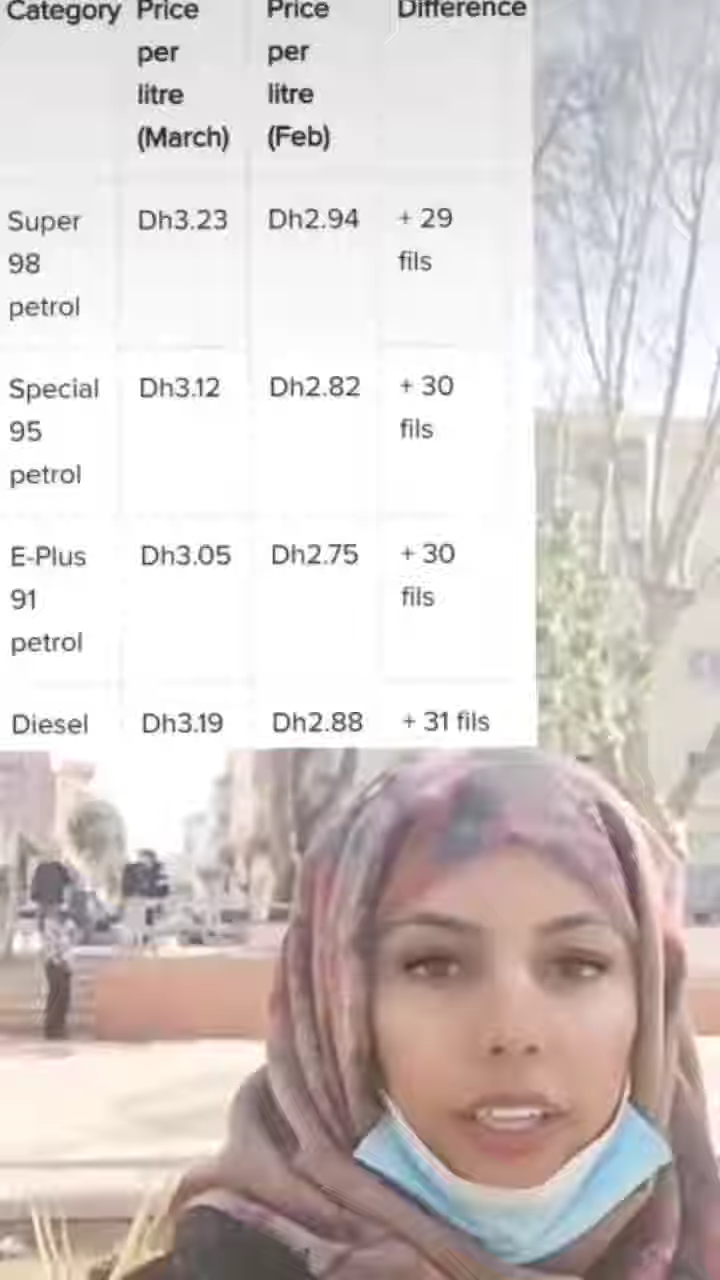 Category Price Price Difference
per per
litre litre
(March) (Feb)
Super Dh3.23 Dh2.94 + 29
98 fils
petrol
Special Dh3.12 Dh2.82 + 30
95 fils
petrol
E-Plus Dh3.05 Dh2.75 + 30
91 fils
petrol
Diesel Dh3.19 Dh2.88 + 31 fils